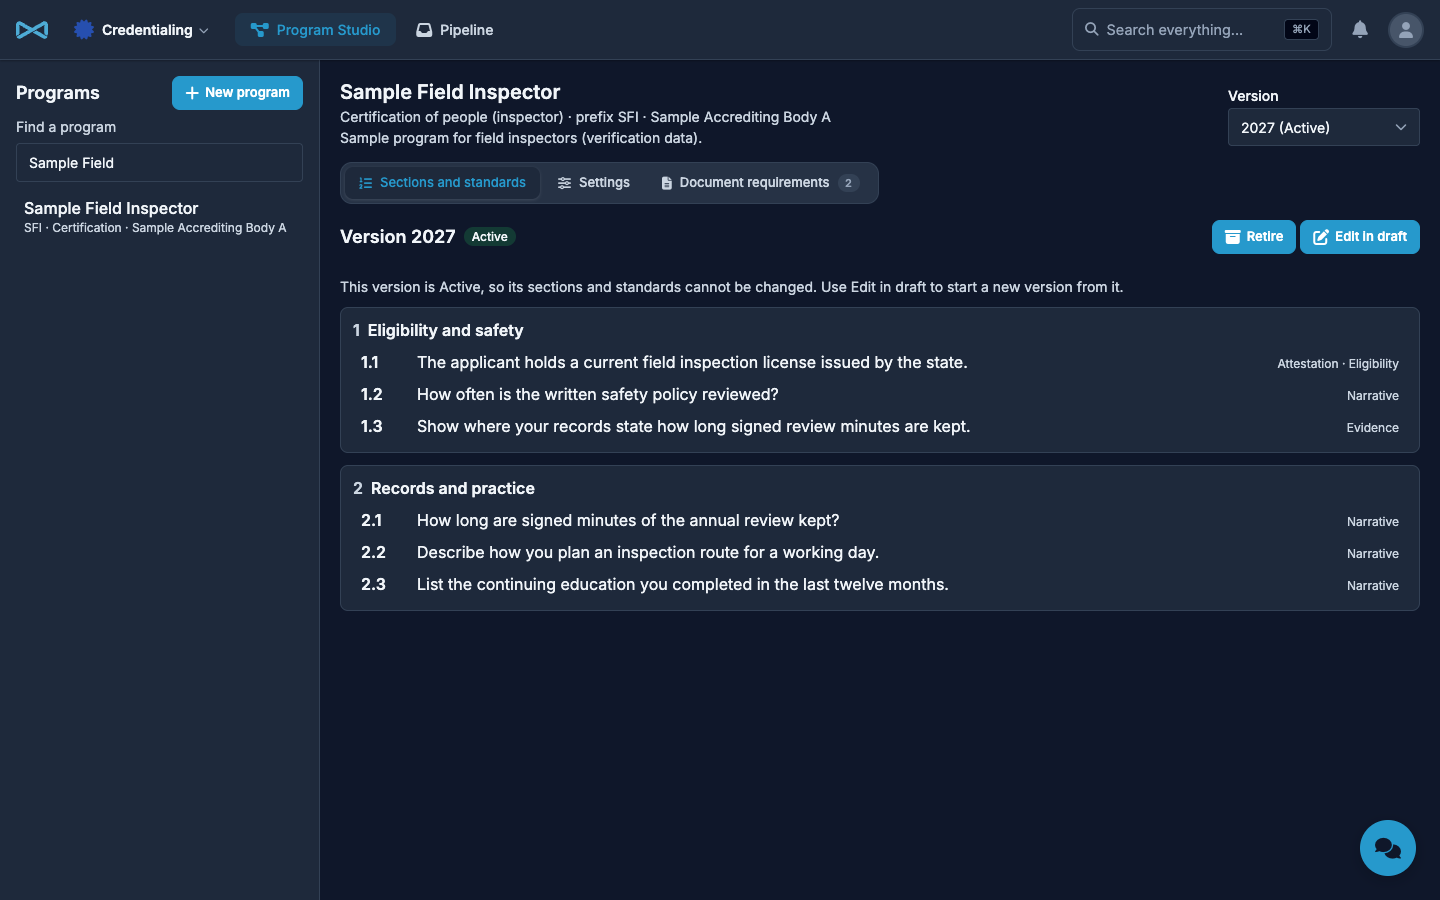 Credentialing
Program Studio
Pipeline
Search everything...
⌘K
Programs
New program
Find a program
Sample Field
Sample Field Inspector
SFI · Certification · Sample Accrediting Body A
Sample Field Inspector
Certification of people (inspector) · prefix SFI · Sample Accrediting Body A
Sample program for field inspectors (verification data).
Version
2027 (Active)
Sections and standards
Settings
Document requirements 2
Version 2027 Active
Retire
Edit in draft
This version is Active, so its sections and standards cannot be changed. Use Edit in draft to start a new version from it.
1 Eligibility and safety
1.1 The applicant holds a current field inspection license issued by the state. Attestation · Eligibility
1.2 How often is the written safety policy reviewed? Narrative
1.3 Show where your records state how long signed review minutes are kept. Evidence
2 Records and practice
2.1 How long are signed minutes of the annual review kept? Narrative
2.2 Describe how you plan an inspection route for a working day. Narrative
2.3 List the continuing education you completed in the last twelve months. Narrative